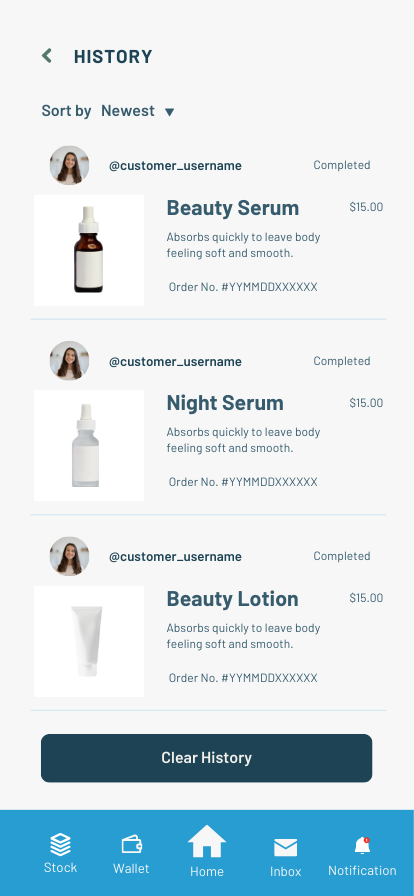 HISTORY
Sort by Newest ▼
@customer_username Completed
Beauty Serum $15.00
Absorbs quickly to leave body
feeling soft and smooth.
Order No. #YYMMDDXXXXXX
@customer_username Completed
Night Serum $15.00
Absorbs quickly to leave body
feeling soft and smooth.
Order No. #YYMMDDXXXXXX
@customer_username Completed
Beauty Lotion $15.00
Absorbs quickly to leave body
feeling soft and smooth.
Order No. #YYMMDDXXXXXX
Clear History
Stock Wallet Home Inbox Notification